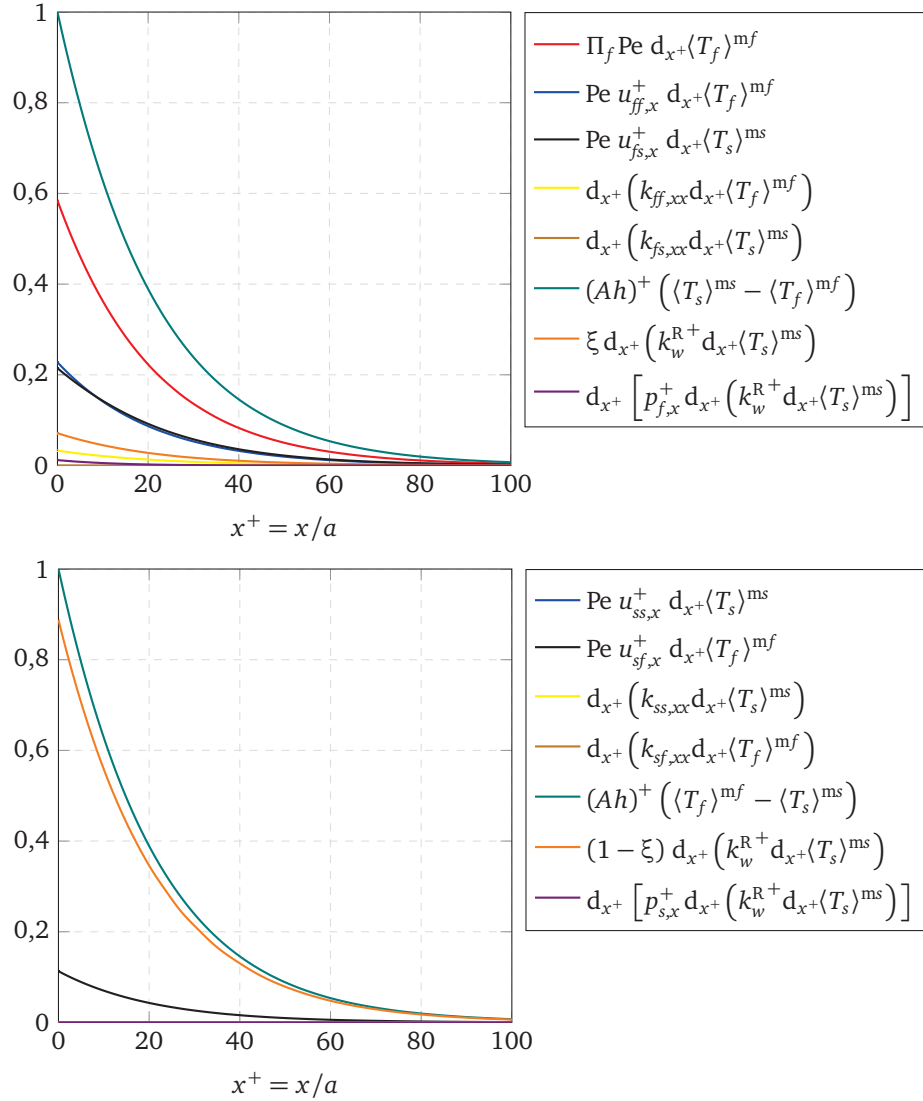 1
0,8
0,6
0,4
0,2
0
0 20 40 60 80 100
x⁺ = x/a
Π_f Pe d_{x⁺}⟨T_f⟩^{mf}
Pe u⁺_{ff,x} d_{x⁺}⟨T_f⟩^{mf}
Pe u⁺_{fs,x} d_{x⁺}⟨T_s⟩^{ms}
d_{x⁺} (k_{ff,xx} d_{x⁺}⟨T_f⟩^{mf})
d_{x⁺} (k_{fs,xx} d_{x⁺}⟨T_s⟩^{ms})
(Ah)⁺ (⟨T_s⟩^{ms} − ⟨T_f⟩^{mf})
ξ d_{x⁺} (k_w^{R +} d_{x⁺}⟨T_s⟩^{ms})
d_{x⁺} [p⁺_{f,x} d_{x⁺} (k_w^{R +} d_{x⁺}⟨T_s⟩^{ms})]
1
0,8
0,6
0,4
0,2
0
0 20 40 60 80 100
x⁺ = x/a
Pe u⁺_{ss,x} d_{x⁺}⟨T_s⟩^{ms}
Pe u⁺_{sf,x} d_{x⁺}⟨T_f⟩^{mf}
d_{x⁺} (k_{ss,xx} d_{x⁺}⟨T_s⟩^{ms})
d_{x⁺} (k_{sf,xx} d_{x⁺}⟨T_f⟩^{mf})
(Ah)⁺ (⟨T_f⟩^{mf} − ⟨T_s⟩^{ms})
(1 − ξ) d_{x⁺} (k_w^{R +} d_{x⁺}⟨T_s⟩^{ms})
d_{x⁺} [p⁺_{s,x} d_{x⁺} (k_w^{R +} d_{x⁺}⟨T_s⟩^{ms})]